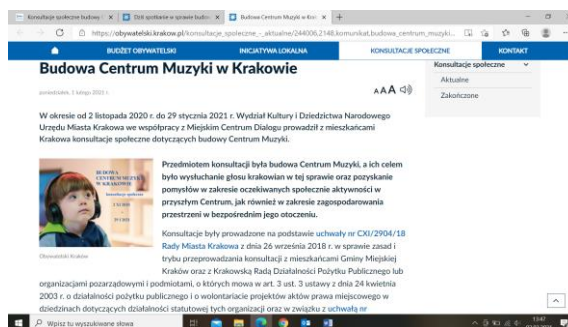 Konsultacje społeczne budowy
Dziś spotkanie w sprawie budo
Budowa Centrum Muzyki w Kra
https://obywatelski.krakow.pl/konsultacje_spoleczne_-_aktualne/244006,2148,komunikat,budowa_centrum_muzyki...
BUDŻET OBYWATELSKI
INICJATYWA LOKALNA
KONSULTACJE SPOŁECZNE
KONTAKT
Budowa Centrum Muzyki w Krakowie
Konsultacje społeczne
Aktualne
Zakończone
poniedziałek, 1 lutego 2021 r.
A A A
W okresie od 2 listopada 2020 r. do 29 stycznia 2021 r. Wydział Kultury i Dziedzictwa Narodowego
Urzędu Miasta Krakowa we współpracy z Miejskim Centrum Dialogu prowadził z mieszkańcami
Krakowa konsultacje społeczne dotyczących budowy Centrum Muzyki.
BUDOWA
CENTRUM MUZYKI
W KRAKOWIE
konsultacje społeczne
Obywatelski Kraków
Przedmiotem konsultacji była budowa Centrum Muzyki, a ich celem
było wysłuchanie głosu krakowian w tej sprawie oraz pozyskanie
pomysłów w zakresie oczekiwanych społecznie aktywności w
przyszłym Centrum, jak również w zakresie zagospodarowania
przestrzeni w bezpośrednim jego otoczeniu.
Konsultacje były prowadzone na podstawie uchwały nr CXI/2904/18
Rady Miasta Krakowa z dnia 26 września 2018 r. w sprawie zasad i
trybu przeprowadzania konsultacji z mieszkańcami Gminy Miejskiej
Kraków oraz z Krakowską Radą Działalności Pożytku Publicznego lub
organizacjami pozarządowymi i podmiotami, o których mowa w art. 3 ust. 3 ustawy z dnia 24 kwietnia
2003 r. o działalności pożytku publicznego i o wolontariacie projektów aktów prawa miejscowego w
dziedzinach dotyczących działalności statutowej tych organizacji oraz w związku z uchwałą nr
Wpisz tu wyszukiwane słowa